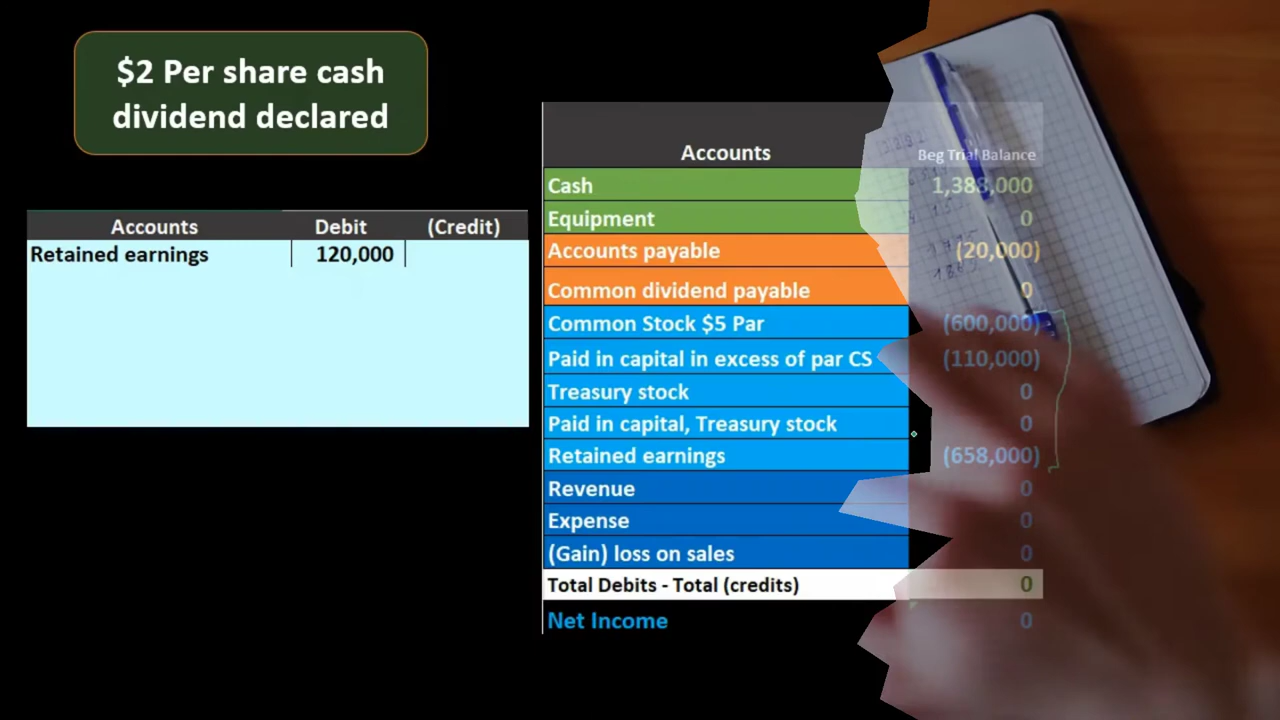 $2 Per share cash
dividend declared
Accounts Debit (Credit)
Retained earnings 120,000
Accounts Beg Trial Balance
Cash 1,388,000
Equipment 0
Accounts payable (20,000)
Common dividend payable 0
Common Stock $5 Par (600,000)
Paid in capital in excess of par CS (110,000)
Treasury stock 0
Paid in capital, Treasury stock 0
Retained earnings (658,000)
Revenue 0
Expense 0
(Gain) loss on sales 0
Total Debits - Total (credits) 0
Net Income 0